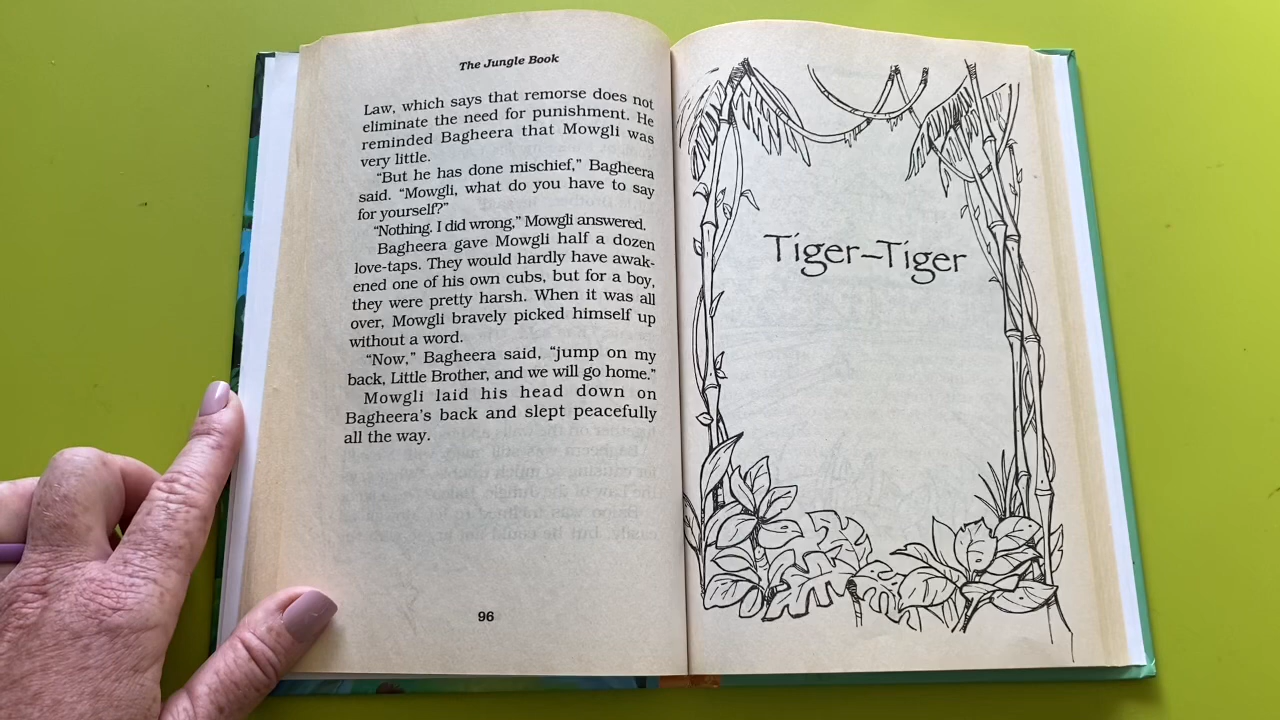 The Jungle Book
Law, which says that remorse does not
eliminate the need for punishment. He
reminded Bagheera that Mowgli was
very little.
“But he has done mischief,” Bagheera
said. “Mowgli, what do you have to say
for yourself?”
“Nothing. I did wrong,” Mowgli answered.
Bagheera gave Mowgli half a dozen
love-taps. They would hardly have awak-
ened one of his own cubs, but for a boy,
they were pretty harsh. When it was all
over, Mowgli bravely picked himself up
without a word.
“Now,” Bagheera said, “jump on my
back, Little Brother, and we will go home.”
Mowgli laid his head down on
Bagheera’s back and slept peacefully
all the way.
96
Tiger–Tiger